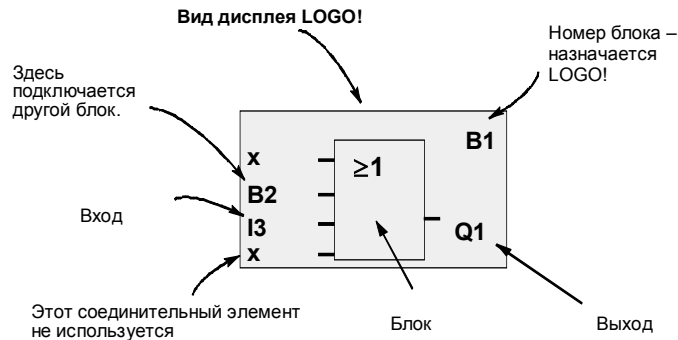 Вид дисплея LOGO!
Номер блока –
назначается
LOGO!
Здесь
подключается
другой блок.
B1
x
≥1
B2
Вход
I3
Q1
x
Этот соединительный элемент
не используется
Блок
Выход